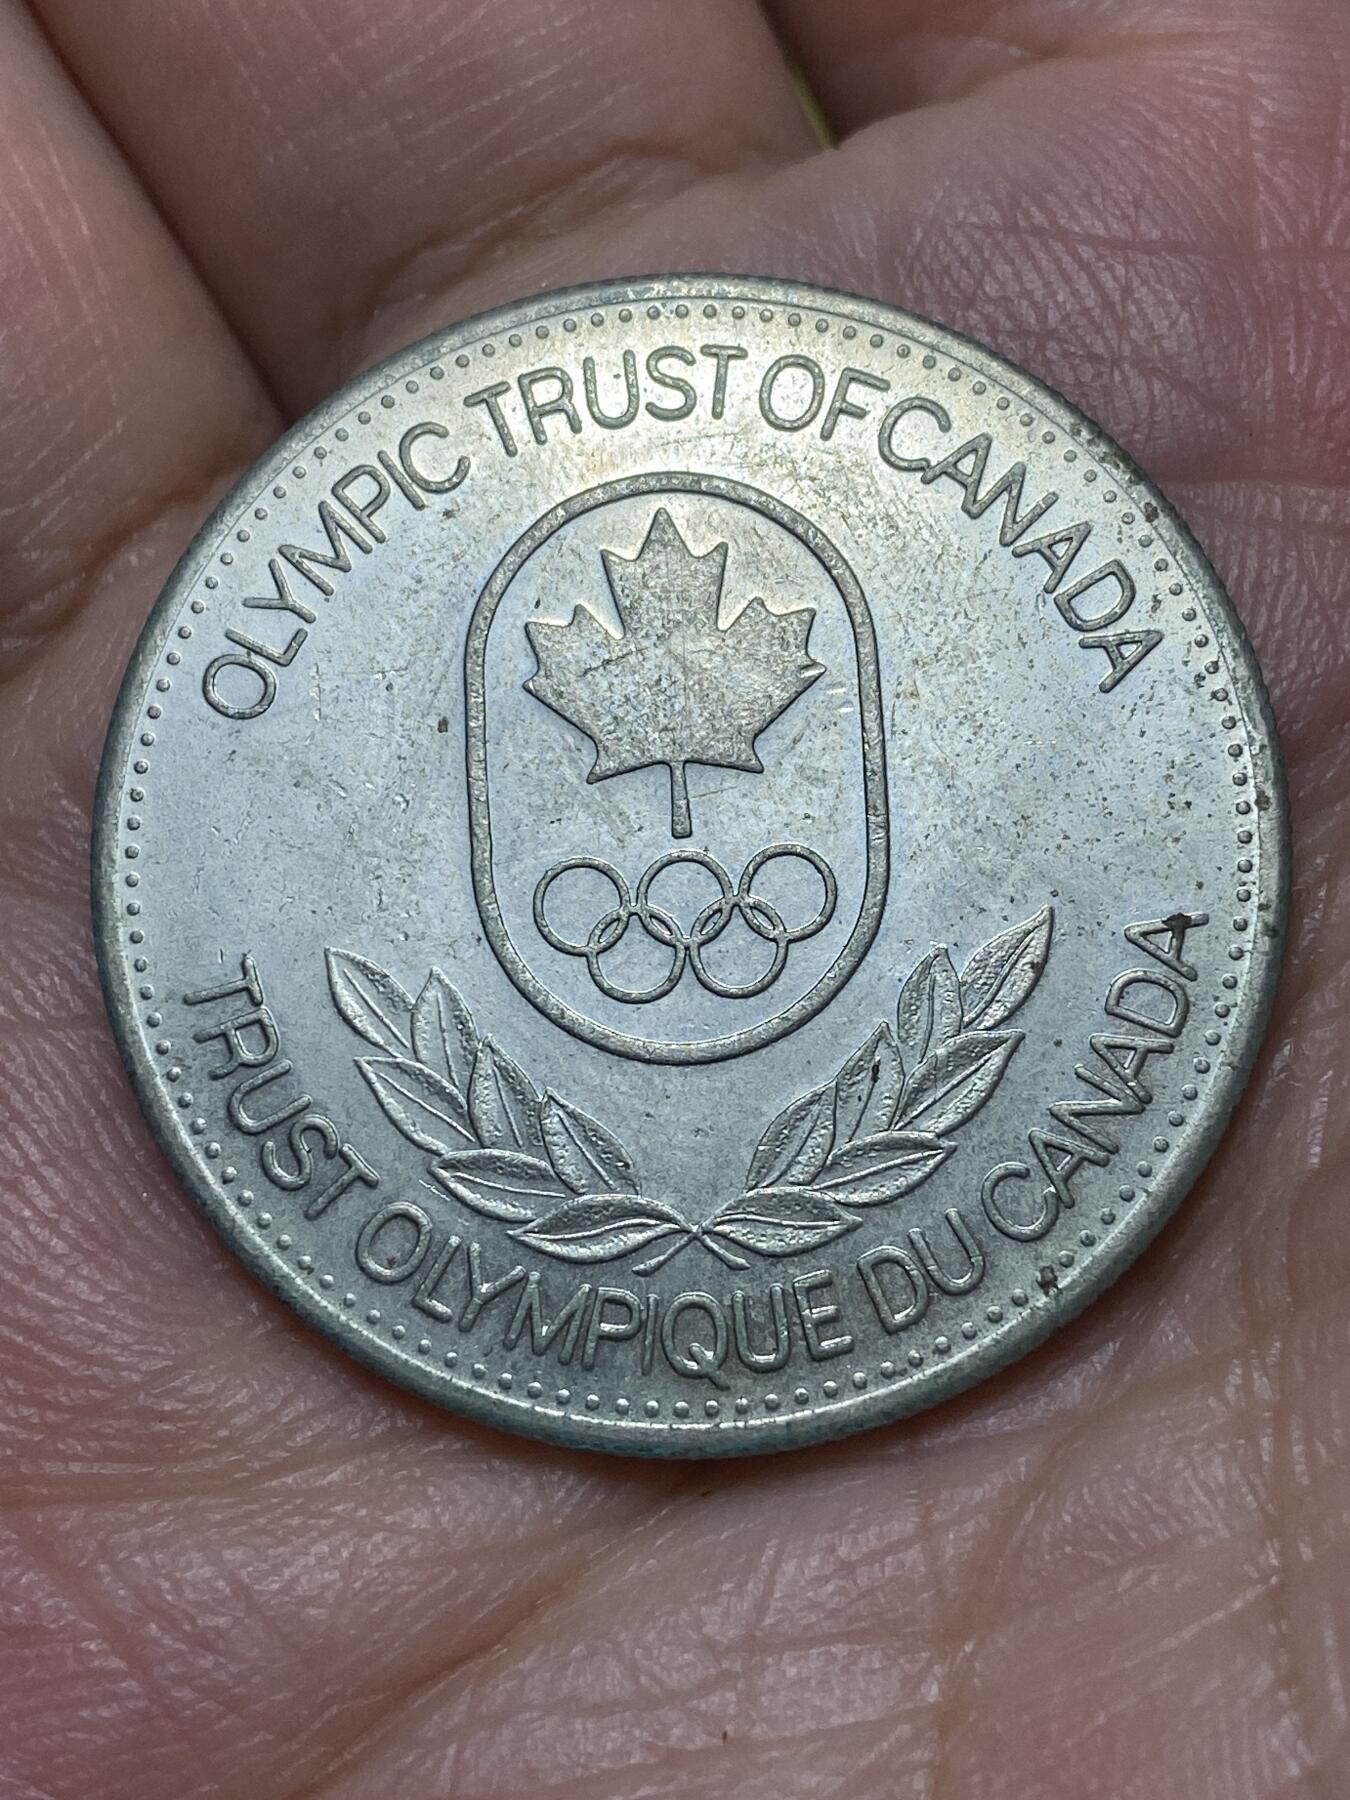 OLYMPIC TRUST OF CANADA
TRUST OLYMPIQUE DU CANADA